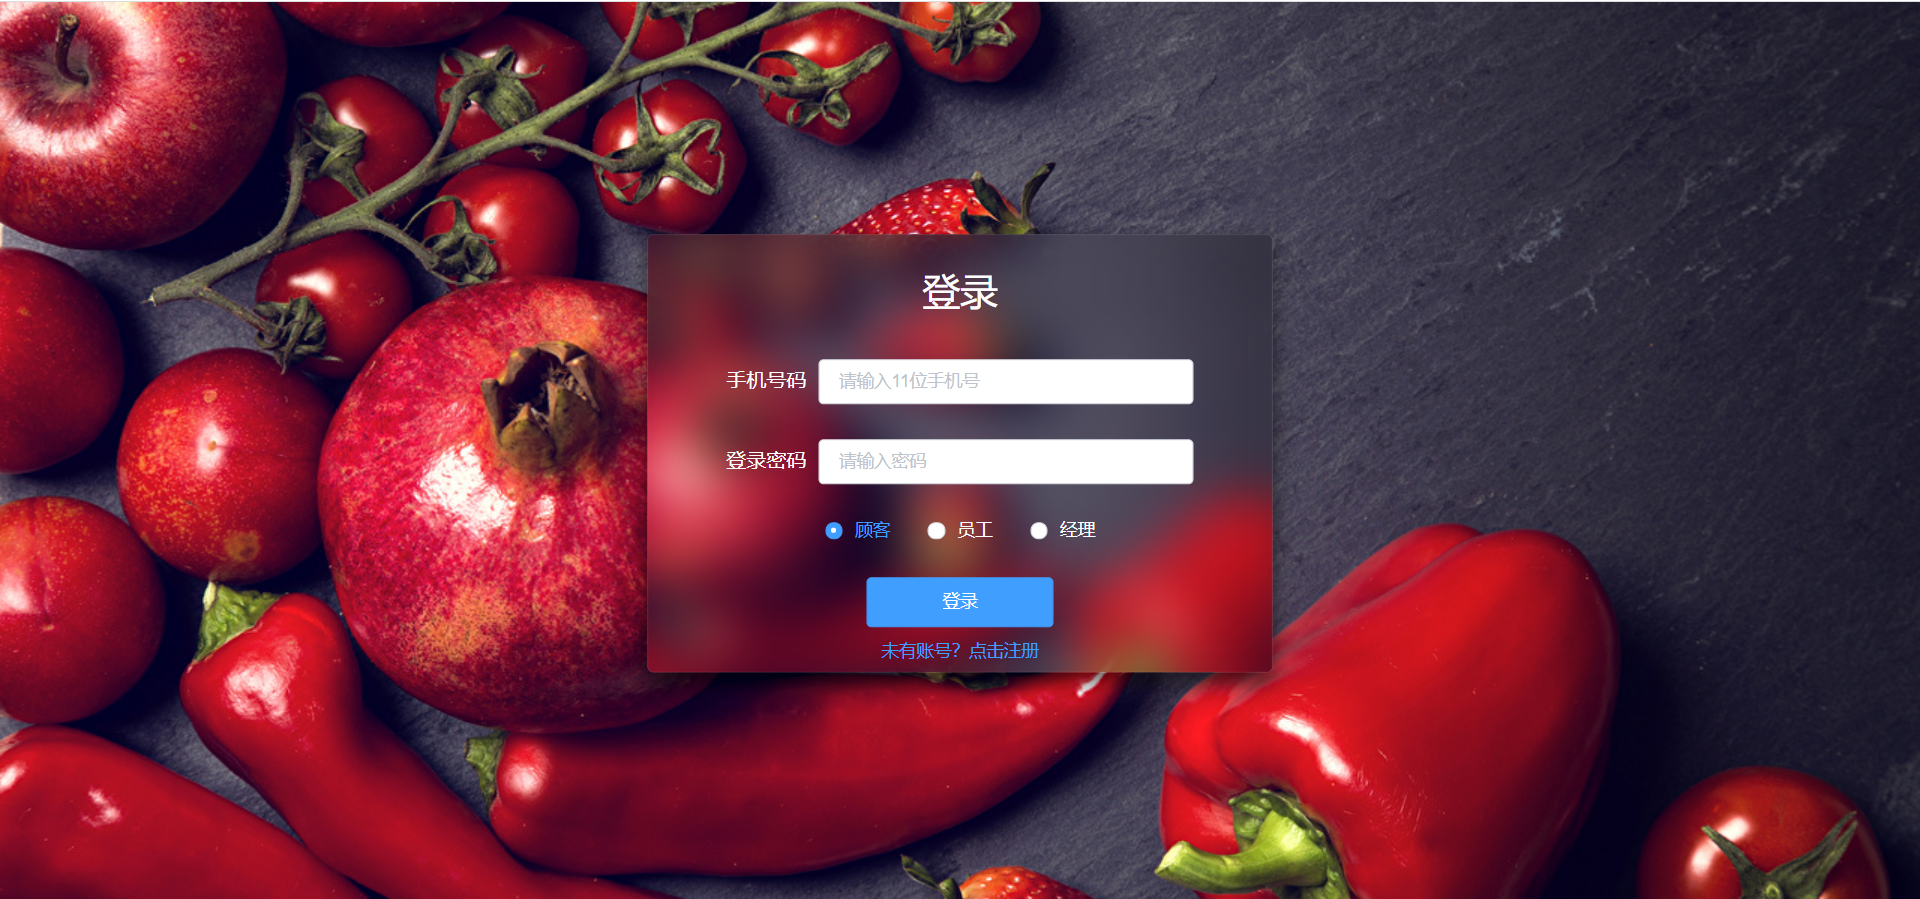 登录
手机号码 请输入11位手机号
登录密码 请输入密码
顾客 员工 经理
登录
未有账号？点击注册